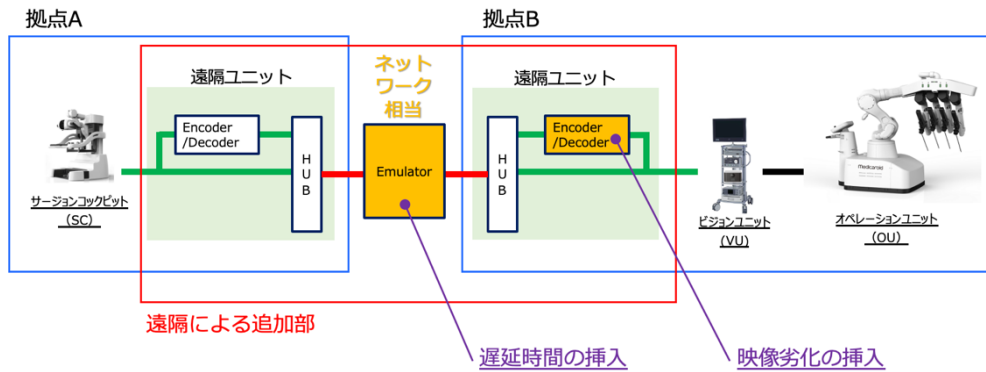 拠点A
拠点B
遠隔ユニット
ネット
ワーク
相当
遠隔ユニット
Encoder
/Decoder
H
U
B
Emulator
H
U
B
Encoder
/Decoder
medicaroid
サージョンコックピット
(SC)
ビジョンユニット
(VU)
オペレーションユニット
(OU)
遠隔による追加部
遅延時間の挿入
映像劣化の挿入